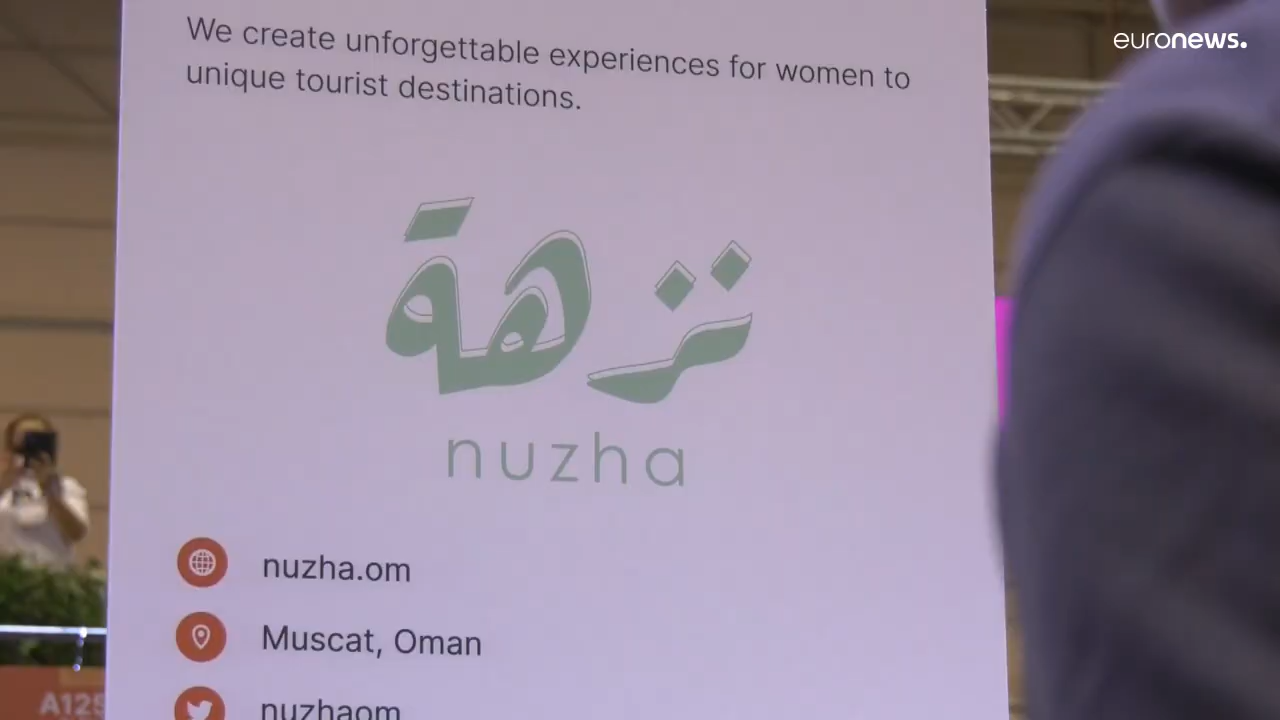 euronews.
We create unforgettable experiences for women to
unique tourist destinations.
نزهة
nuzha
nuzha.om
Muscat, Oman
nuzhaom